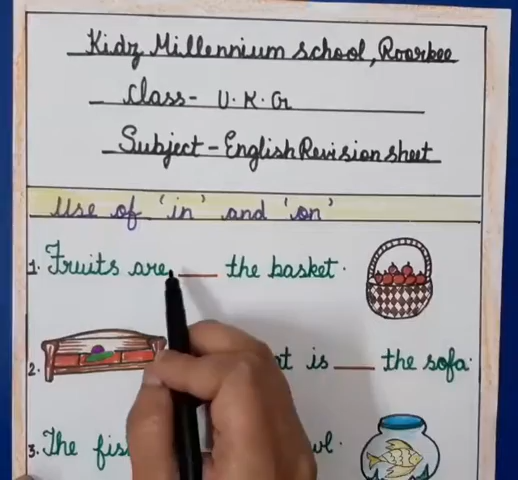 Kidz Millennium School, Roorkee
Class- U.K.G
Subject-English Revision sheet
Use of 'in' and 'on'
1. Fruits are ___ the basket.
2. is ___ the sofa.
3. The